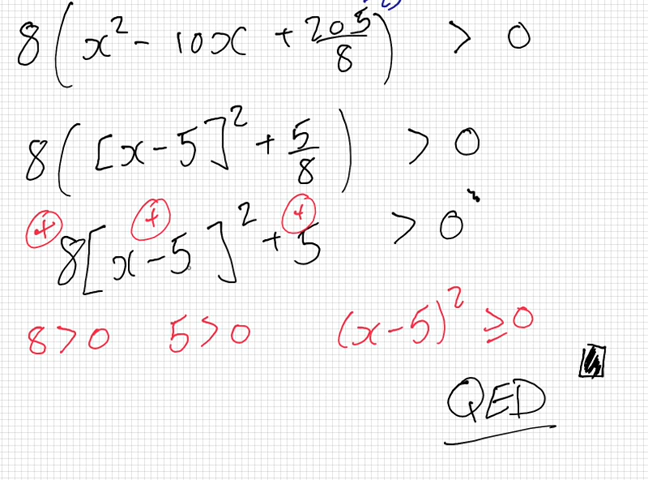 8(x² - 10x + 205/8) > 0
8([x - 5]² + 5/8) > 0
⊕ ⊕ ⊕
8[x - 5]² + 5 > 0
8 > 0 5 > 0 (x - 5)² ≥ 0
QED